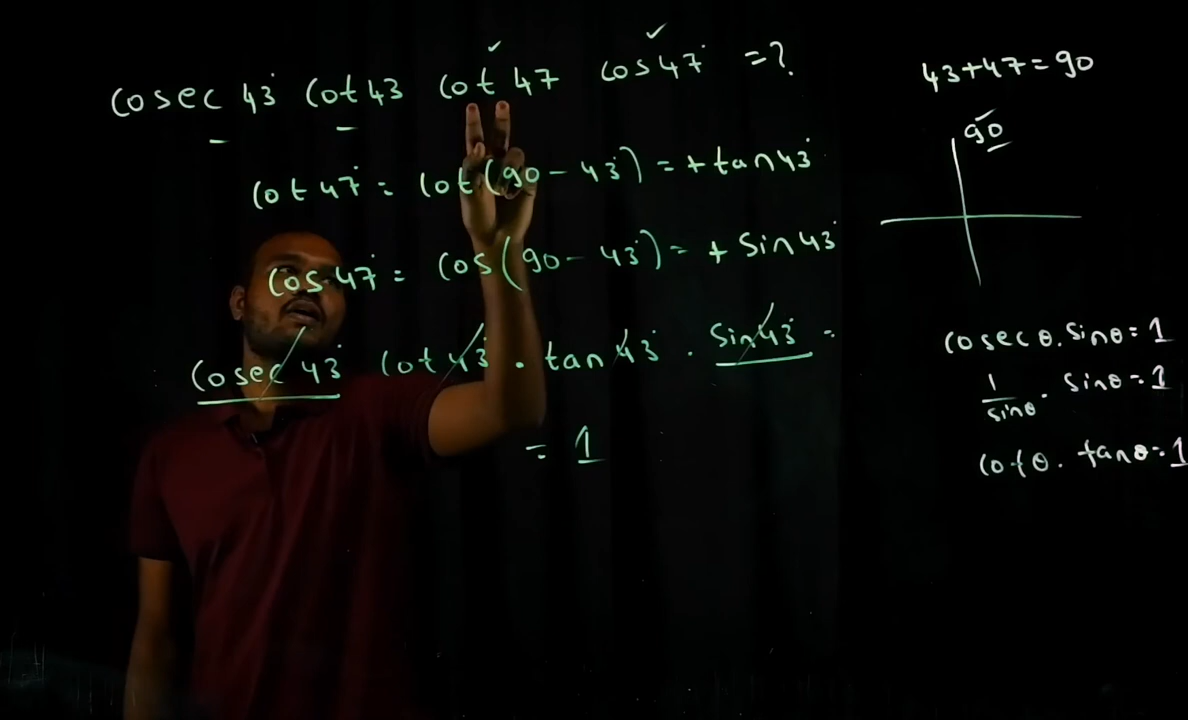 cosec 43° cot 43 cot 47 cos 47° = ?
cot 47° = cot (90 - 43°) = + tan 43°
cos 47° = cos (90 - 43°) = + sin 43°
cosec 43° cot 43° . tan 43° . sin 43° =
= 1
43 + 47 = 90
90
cosec θ . sin θ = 1
1/sin θ . sin θ = 1
cot θ . tan θ = 1